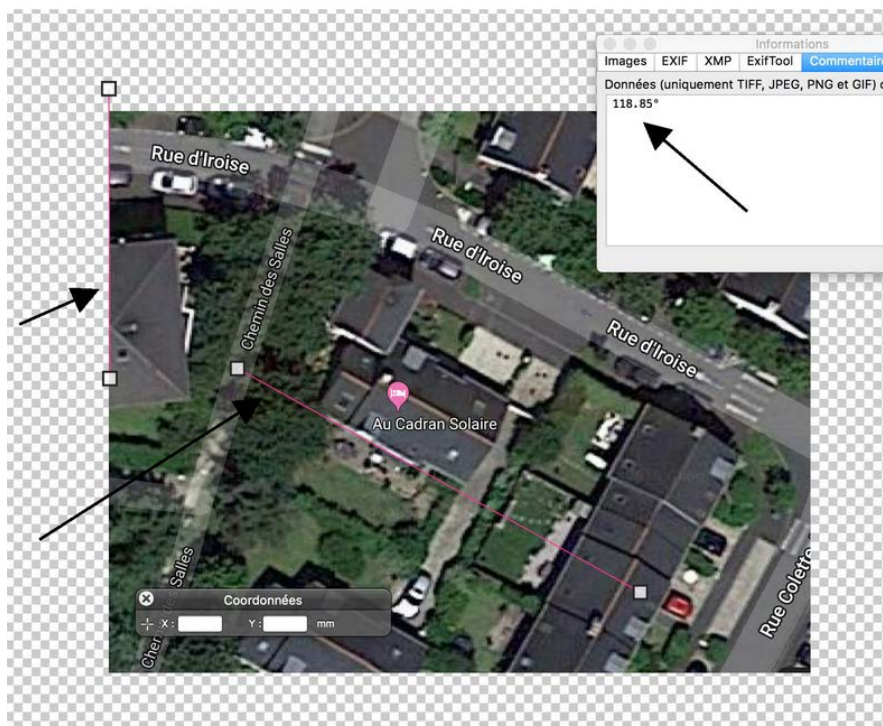 Informations
Images EXIF XMP ExifTool Commentaire
Données (uniquement TIFF, JPEG, PNG et GIF)
118.85°
Rue d'Iroise
Rue d'Iroise
Chemin des Salles
Rue d'Iroise
Au Cadran Solaire
Chemin des Salles
Rue Colette
Coordonnées
X : Y : mm